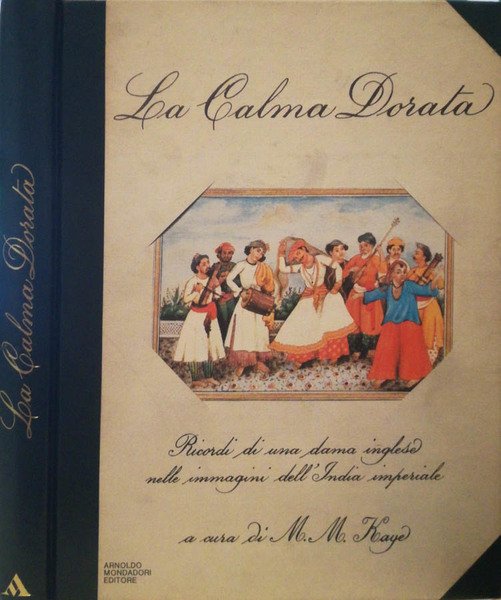 La Calma Dorata
La Calma Dorata
Ricordi di una dama inglese
nelle immagini dell'India imperiale
a cura di M. M. Kaye
ARNOLDO
MONDADORI
EDITORE